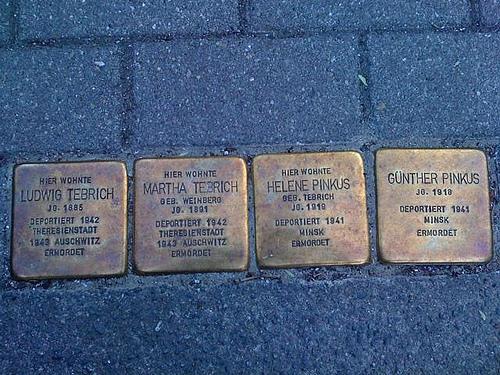 HIER WOHNTE
LUDWIG TEBRICH
JG. 1885
DEPORTIERT 1942
THERESIENSTADT
1943 AUSCHWITZ
ERMORDET
HIER WOHNTE
MARTHA TEBRICH
GEB. WEINBERG
JG. 1891
DEPORTIERT 1942
THERESIENSTADT
1943 AUSCHWITZ
ERMORDET
HIER WOHNTE
HELENE PINKUS
GEB. TEBRICH
JG. 1919
DEPORTIERT 1941
MINSK
ERMORDET
GÜNTHER PINKUS
JG. 1918
DEPORTIERT 1941
MINSK
ERMORDET